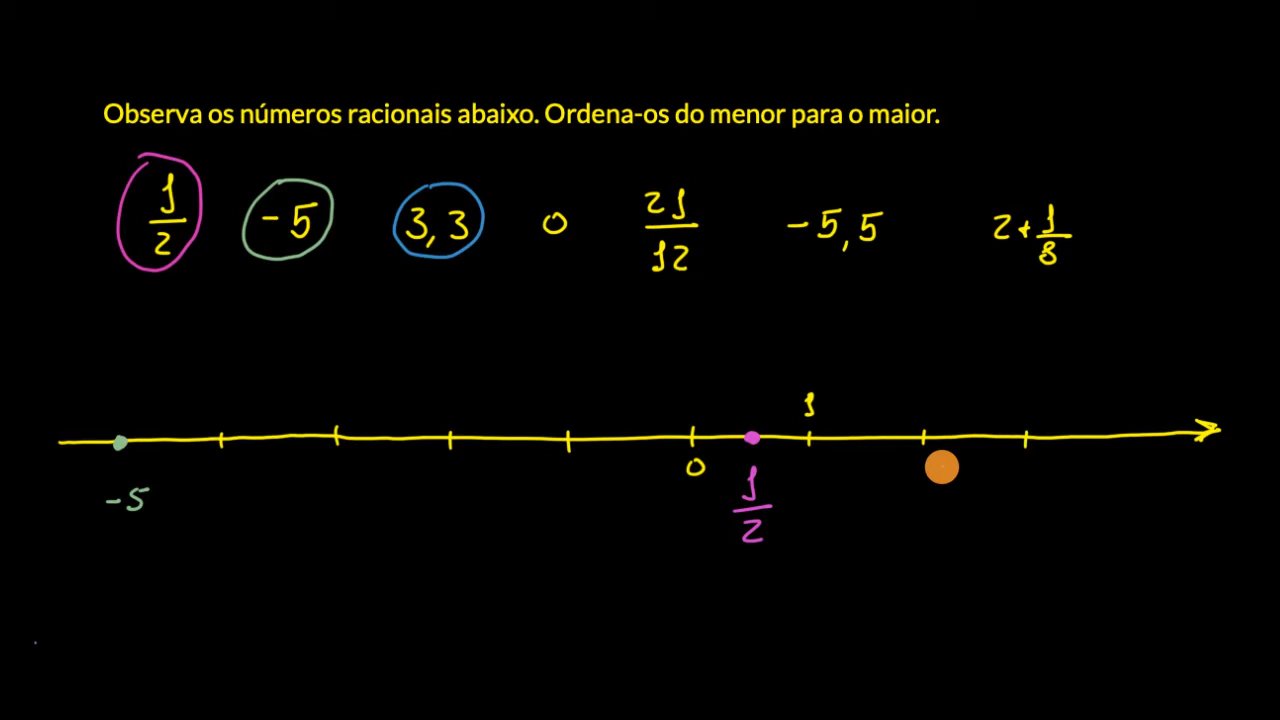 Observa os números racionais abaixo. Ordena-os do menor para o maior.
1/2 -5 3,3 0 21/12 -5,5 2+1/8
1
0
-5 1/2